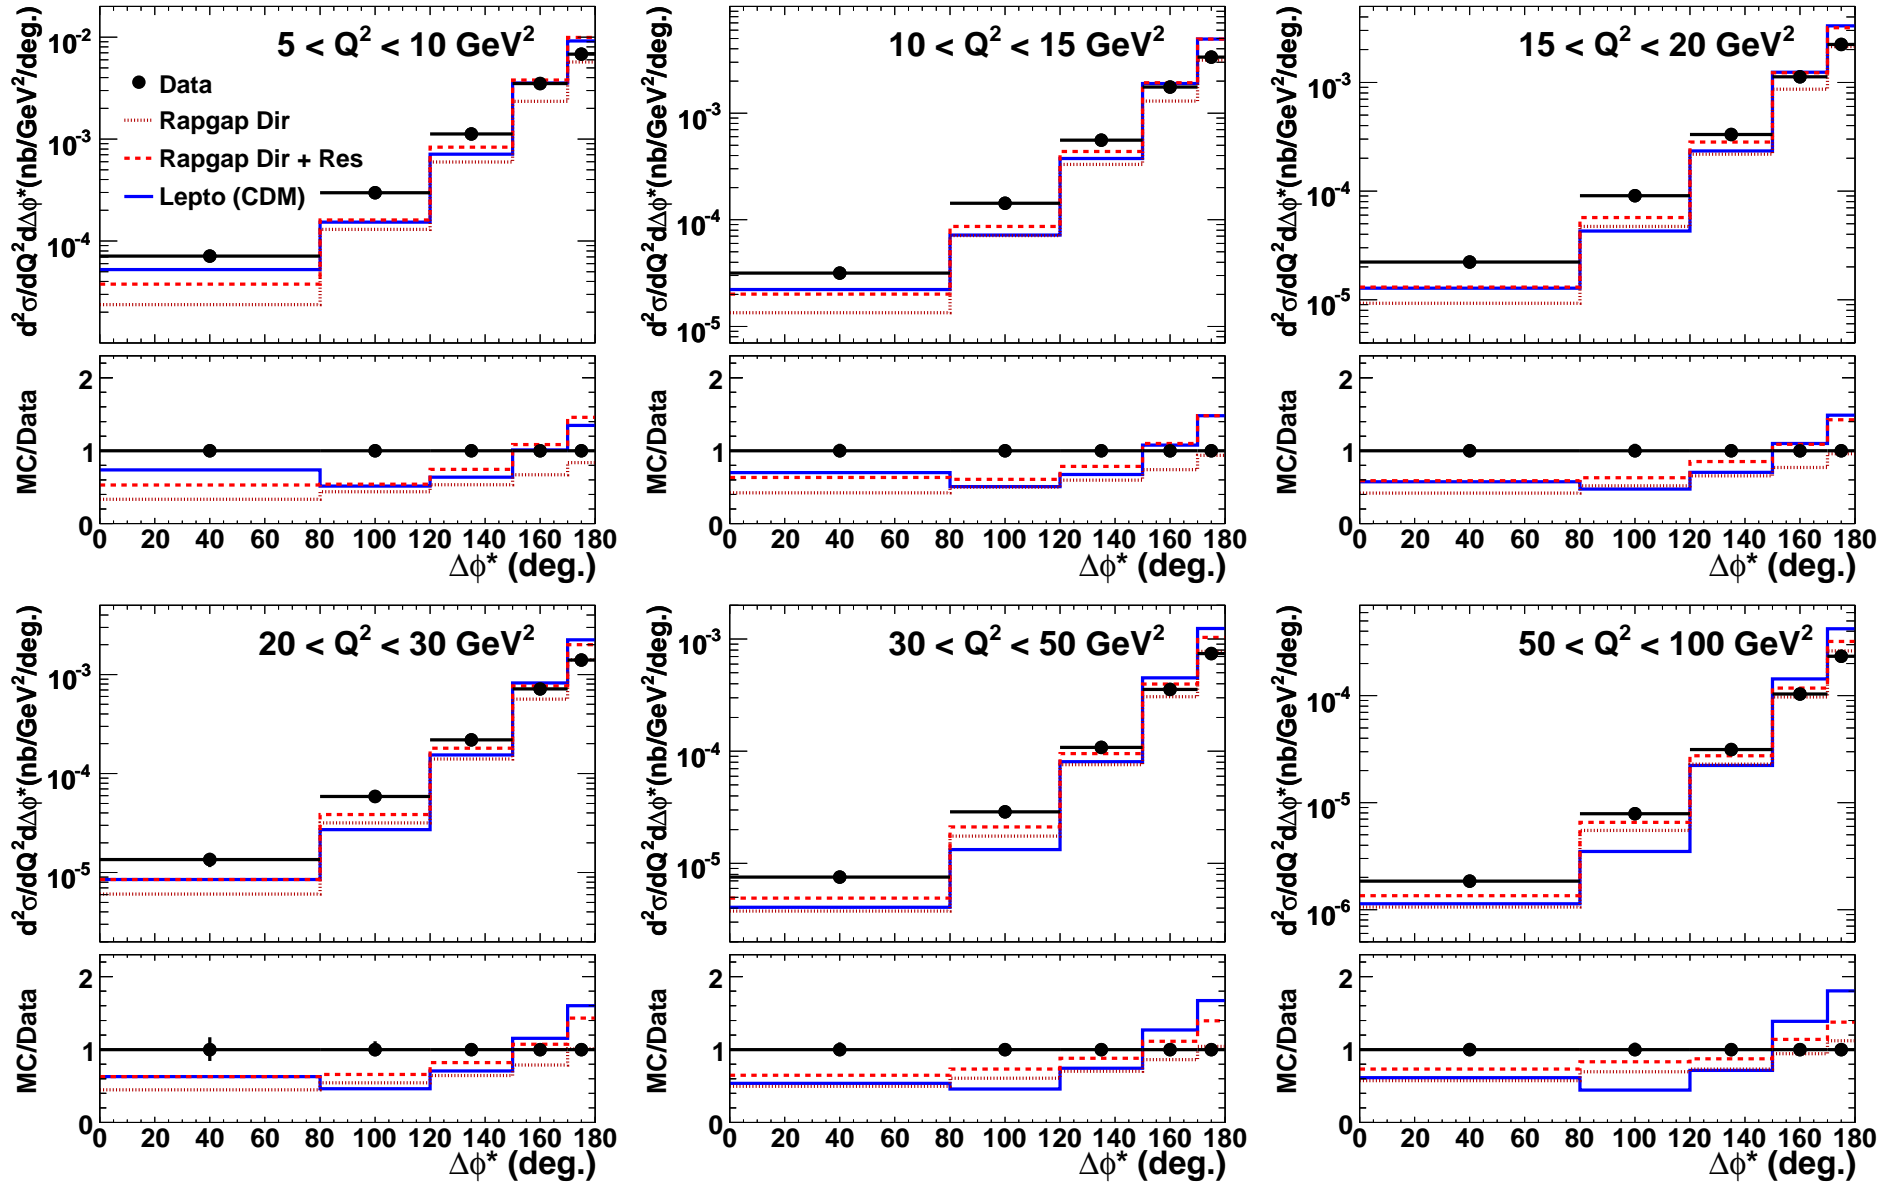 d²σ/dQ²dΔφ*(nb/GeV²/deg.)
5 < Q² < 10 GeV²
10⁻²
10⁻³
10⁻⁴
Data
Rapgap Dir
Rapgap Dir + Res
Lepto (CDM)
MC/Data
2
1
0
0 20 40 60 80 100 120 140 160 180
Δφ* (deg.)
d²σ/dQ²dΔφ*(nb/GeV²/deg.)
10 < Q² < 15 GeV²
10⁻³
10⁻⁴
10⁻⁵
MC/Data
2
1
0
0 20 40 60 80 100 120 140 160 180
Δφ* (deg.)
d²σ/dQ²dΔφ*(nb/GeV²/deg.)
15 < Q² < 20 GeV²
10⁻³
10⁻⁴
10⁻⁵
MC/Data
2
1
0
0 20 40 60 80 100 120 140 160 180
Δφ* (deg.)
d²σ/dQ²dΔφ*(nb/GeV²/deg.)
20 < Q² < 30 GeV²
10⁻³
10⁻⁴
10⁻⁵
MC/Data
2
1
0
0 20 40 60 80 100 120 140 160 180
Δφ* (deg.)
d²σ/dQ²dΔφ*(nb/GeV²/deg.)
30 < Q² < 50 GeV²
10⁻³
10⁻⁴
10⁻⁵
MC/Data
2
1
0
0 20 40 60 80 100 120 140 160 180
Δφ* (deg.)
d²σ/dQ²dΔφ*(nb/GeV²/deg.)
50 < Q² < 100 GeV²
10⁻⁴
10⁻⁵
10⁻⁶
MC/Data
2
1
0
0 20 40 60 80 100 120 140 160 180
Δφ* (deg.)